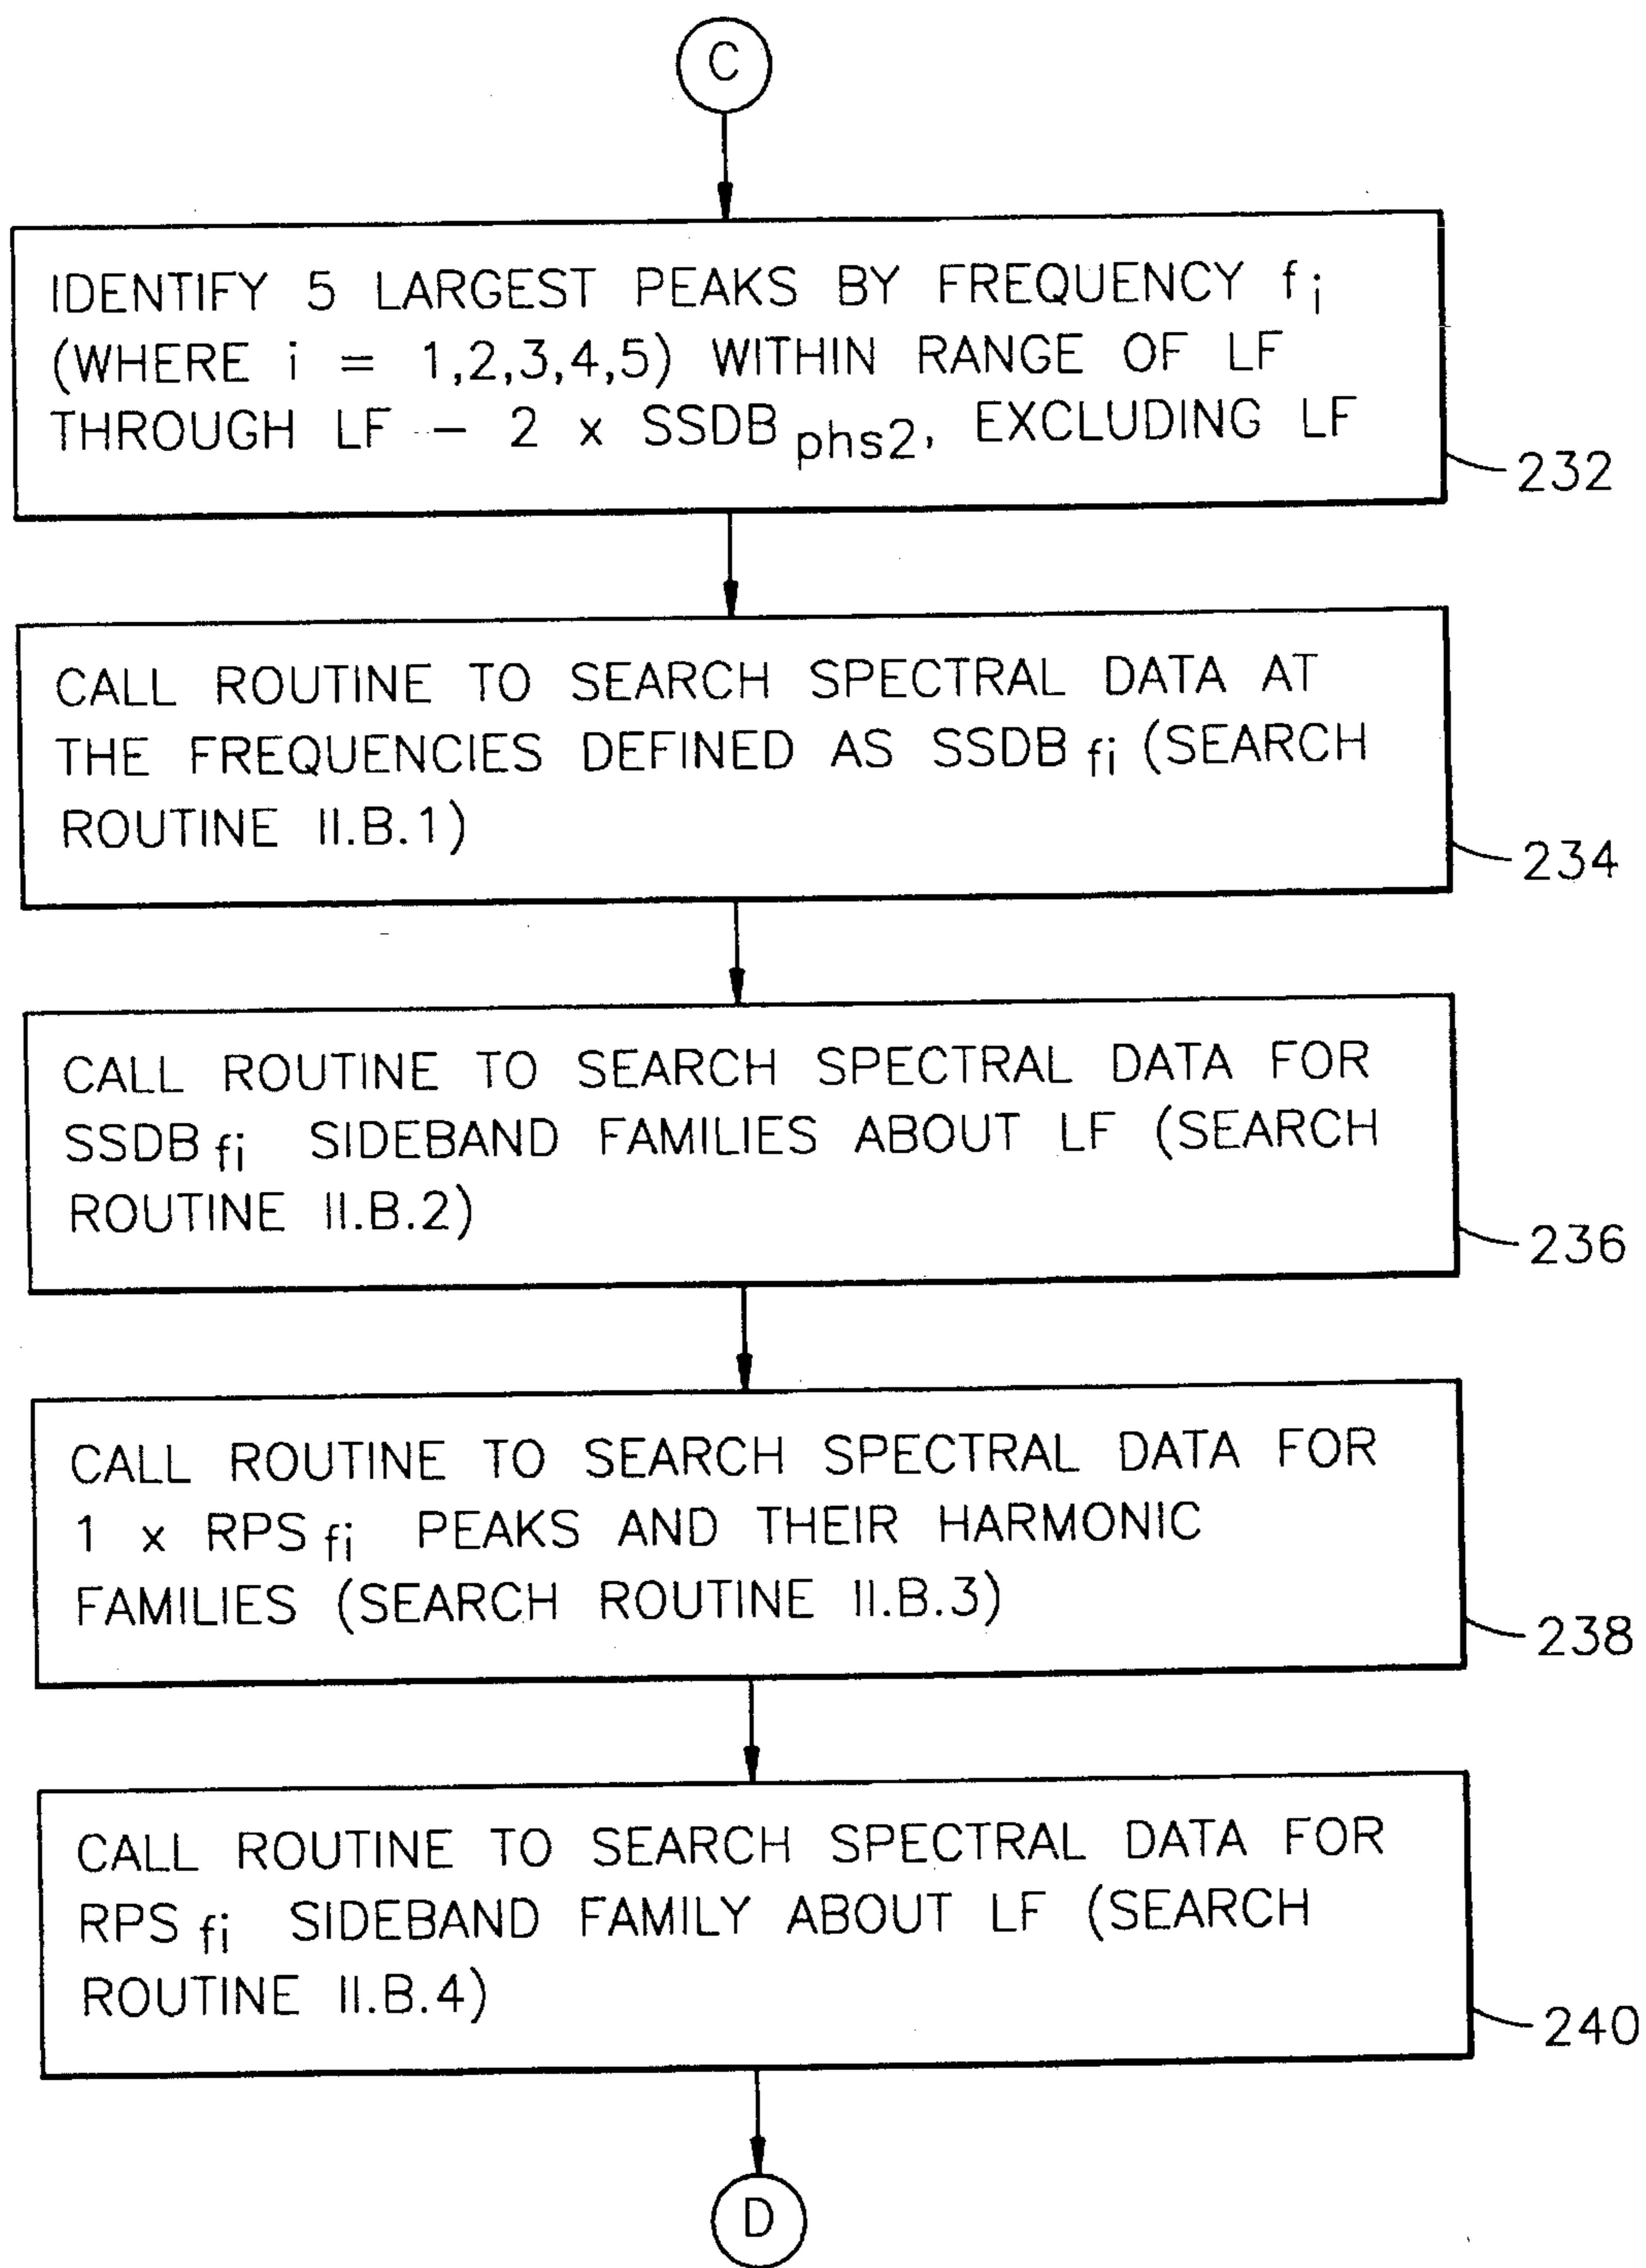 C
IDENTIFY 5 LARGEST PEAKS BY FREQUENCY fi
(WHERE i = 1,2,3,4,5) WITHIN RANGE OF LF
THROUGH LF - 2 x SSDB phs2, EXCLUDING LF
232
CALL ROUTINE TO SEARCH SPECTRAL DATA AT
THE FREQUENCIES DEFINED AS SSDB fi (SEARCH
ROUTINE II.B.1)
234
CALL ROUTINE TO SEARCH SPECTRAL DATA FOR
SSDB fi SIDEBAND FAMILIES ABOUT LF (SEARCH
ROUTINE II.B.2)
236
CALL ROUTINE TO SEARCH SPECTRAL DATA FOR
1 x RPS fi PEAKS AND THEIR HARMONIC
FAMILIES (SEARCH ROUTINE II.B.3)
238
CALL ROUTINE TO SEARCH SPECTRAL DATA FOR
RPS fi SIDEBAND FAMILY ABOUT LF (SEARCH
ROUTINE II.B.4)
240
D